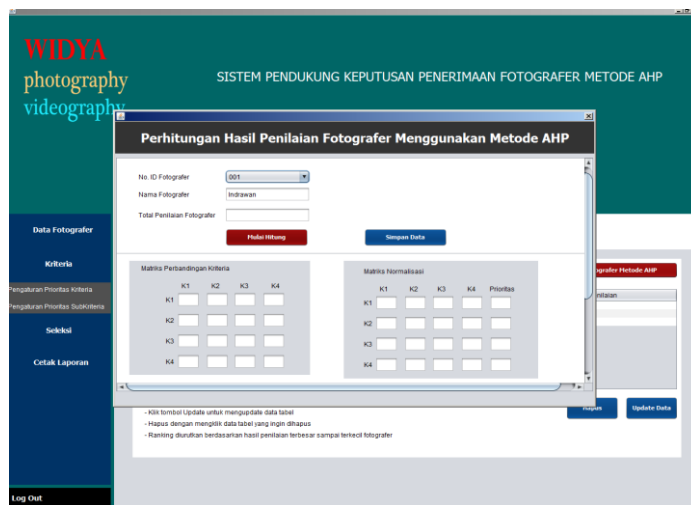 WIDYA
photography
videography
SISTEM PENDUKUNG KEPUTUSAN PENERIMAAN FOTOGRAFER METODE AHP
Perhitungan Hasil Penilaian Fotografer Menggunakan Metode AHP
No. ID Fotografer
001
Nama Fotografer
Indrawan
Total Penilaian Fotografer
Mulai Hitung
Simpan Data
Matriks Perbandingan Kriteria
K1 K2 K3 K4
K1
K2
K3
K4
Matriks Normalisasi
K1 K2 K3 K4 Prioritas
K1
K2
K3
K4
Data Fotografer
Kriteria
Pengaturan Prioritas Kriteria
Pengaturan Prioritas SubKriteria
Seleksi
Cetak Laporan
Log Out
Metode AHP
Hapus
Update Data
- Klik tombol Update untuk mengupdate data tabel
- Hapus dengan mengklik data tabel yang ingin dihapus
- Ranking diurutkan berdasarkan hasil penilaian terbesar sampai terkecil fotografer